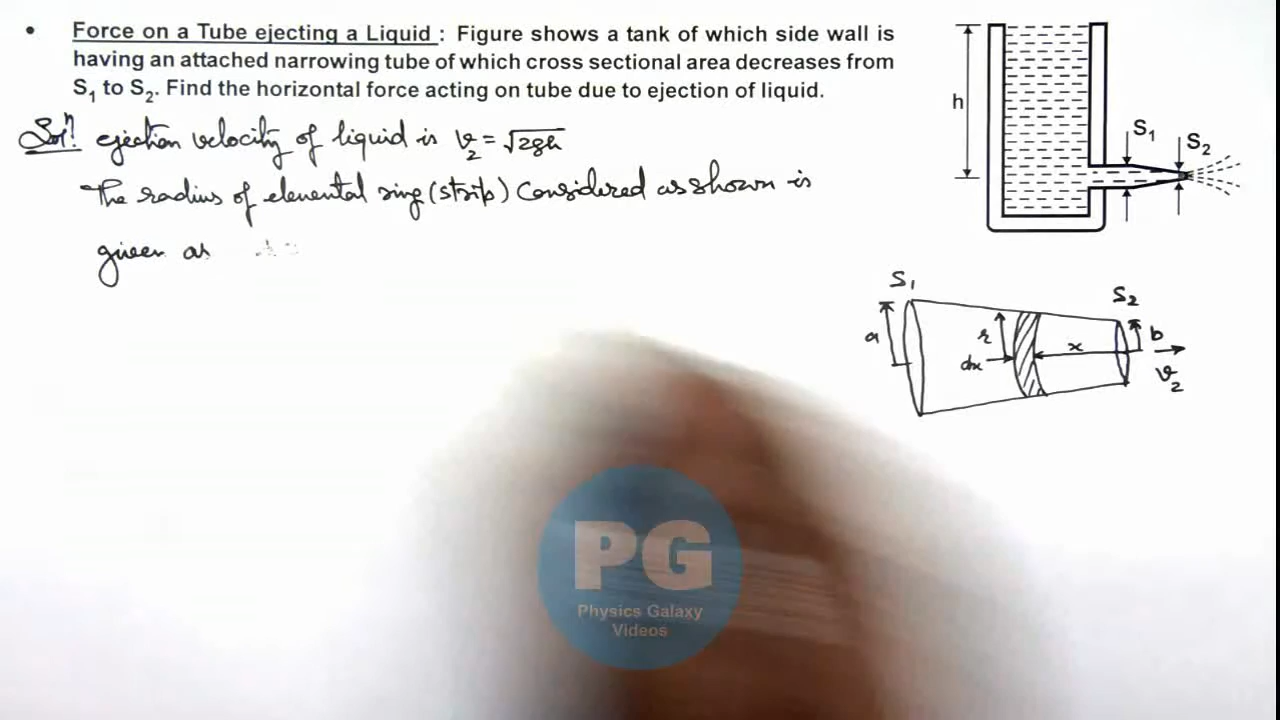 • Force on a Tube ejecting a Liquid : Figure shows a tank of which side wall is
having an attached narrowing tube of which cross sectional area decreases from
S₁ to S₂. Find the horizontal force acting on tube due to ejection of liquid.
Solⁿ. ejection velocity of liquid is v₂ = √2gh
The radius of elemental ring (strip) considered as shown is
given as
h
S₁
S₂
S₁
S₂
a
r
dx
x
b
v₂
PG
Physics Galaxy
Videos